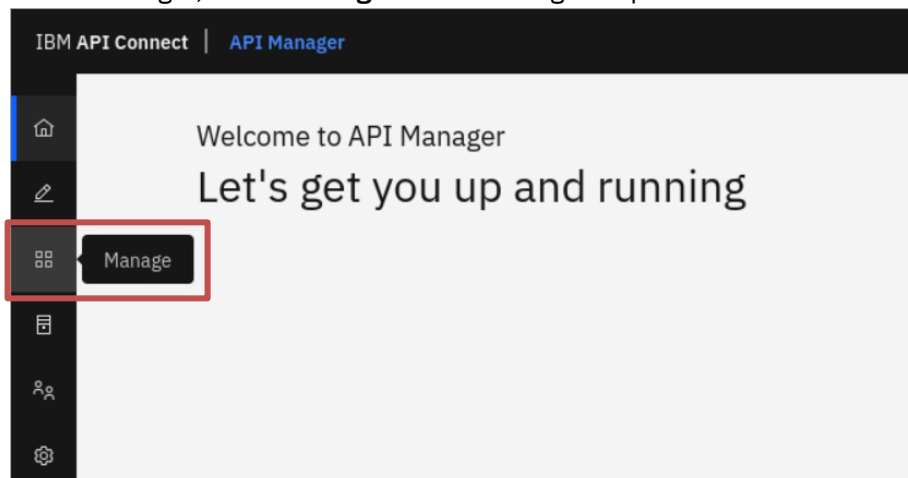 IBM API Connect | API Manager
Welcome to API Manager
Let's get you up and running
Manage